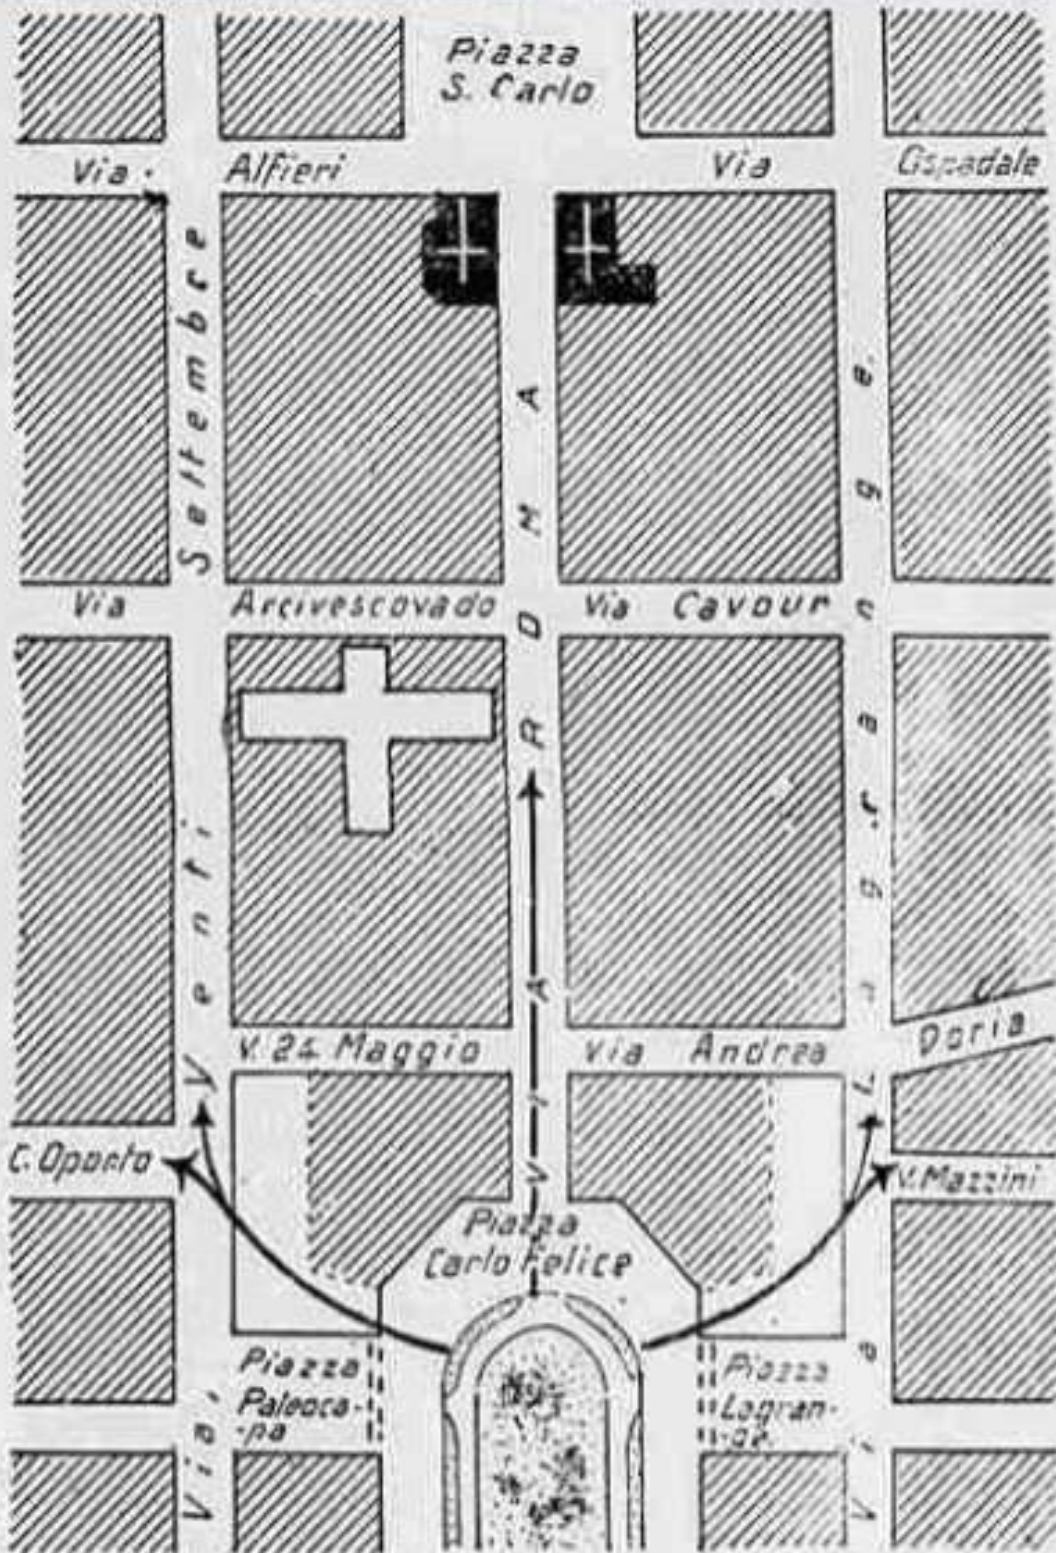 Piazza
S. Carlo
Via
Alfieri
Via
Ospedale
Via Venti Settembre
VIA ROMA
Via Lagrange.
Via
Arcivescovado
Via Cavour
V. 24 Maggio
Via Andrea
Doria
C. Oporto
V. Mazzini
Piazza
Carlo Felice
Piazza
Paleoca-
-pa
Piazza
Lagran-
-ge.